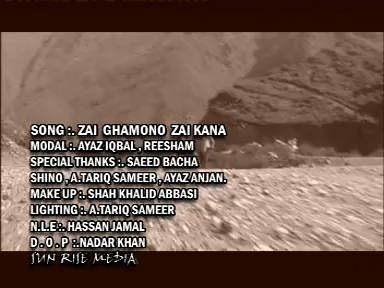 SONG :. ZAI GHAMONO ZAI KANA
MODAL :. AYAZ IQBAL , REESHAM
SPECIAL THANKS :. SAEED BACHA
SHINO , A.TARIQ SAMEER , AYAZ ANJAN.
MAKE UP :. SHAH KHALID ABBASI
LIGHTING :. A.TARIQ SAMEER
N.L.E :. HASSAN JAMAL
D . O . P :.NADAR KHAN
SUN RISE MEDIA.